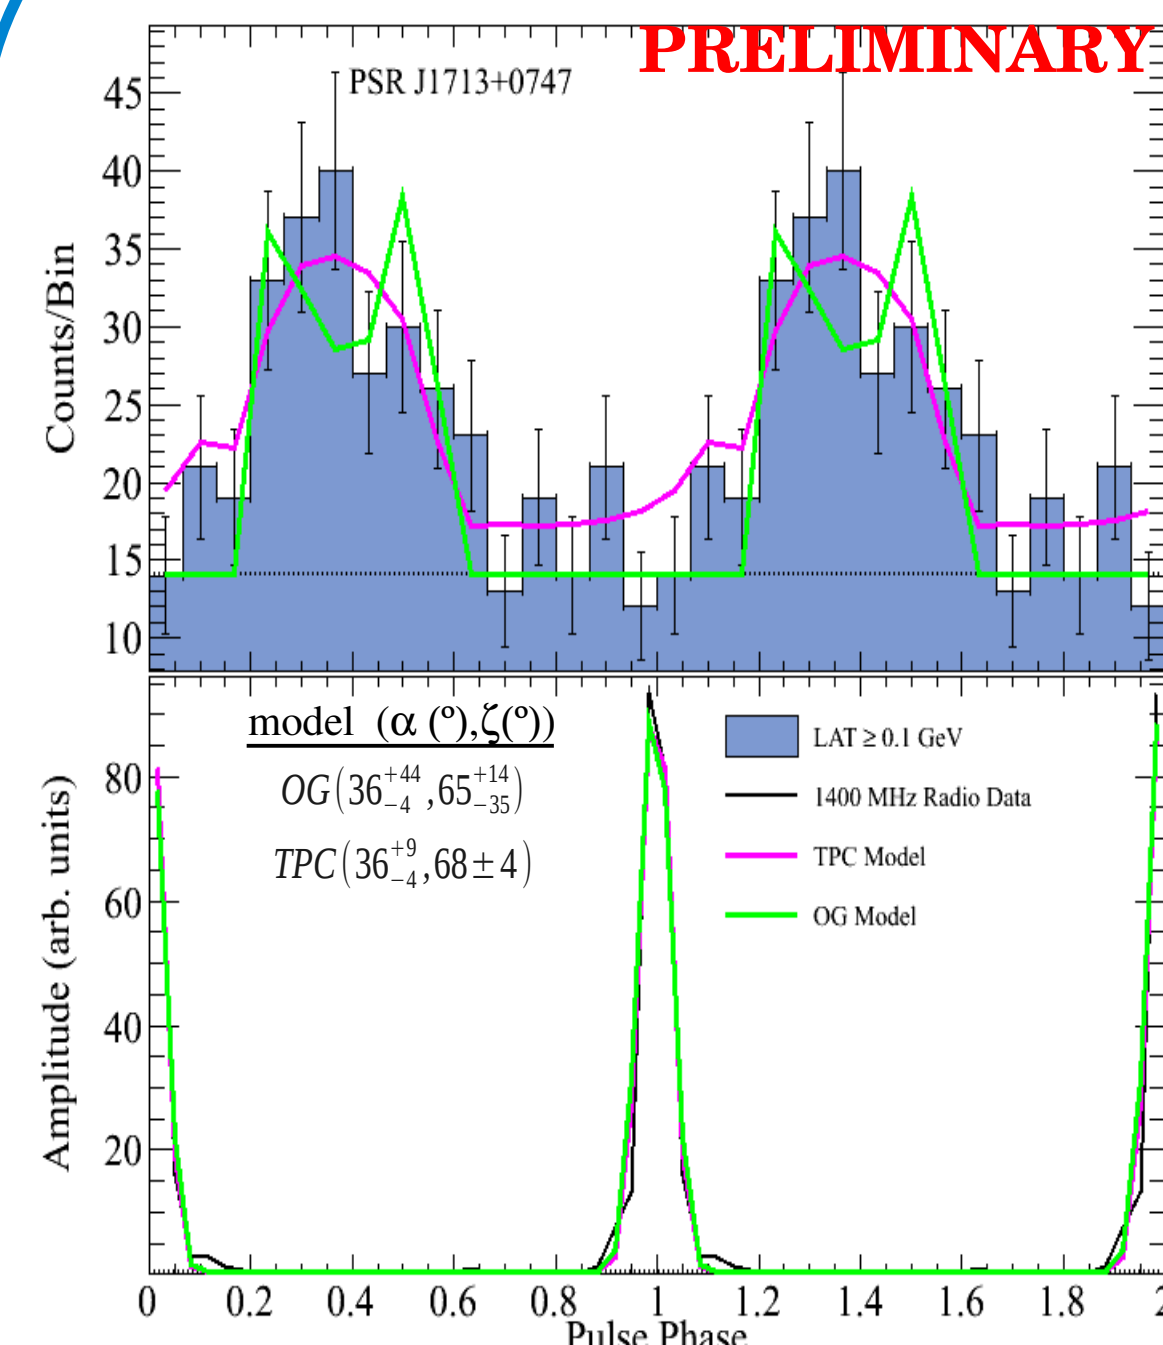 PRELIMINARY
PSR J1713+0747
45
40
35
30
25
20
15
10
Counts/Bin
model (α (º),ζ(º))
OG(36 +44 −4 ,65 +14 −35)
TPC(36 +9 −4 ,68±4)
LAT ≥ 0.1 GeV
1400 MHz Radio Data
TPC Model
OG Model
80
60
40
20
Amplitude (arb. units)
0 0.2 0.4 0.6 0.8 1 1.2 1.4 1.6 1.8 2
Pulse Phase